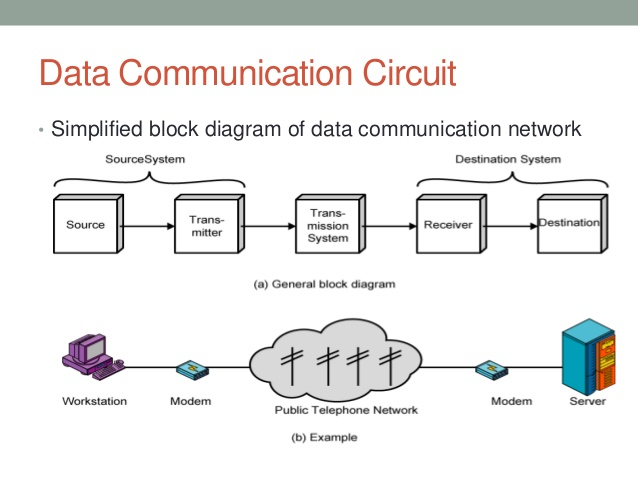 Data Communication Circuit
• Simplified block diagram of data communication network
SourceSystem
Destination System
Source
Trans-
mitter
Trans-
mission
System
Receiver
Destination
(a) General block diagram
Workstation
Modem
Public Telephone Network
Modem
Server
(b) Example